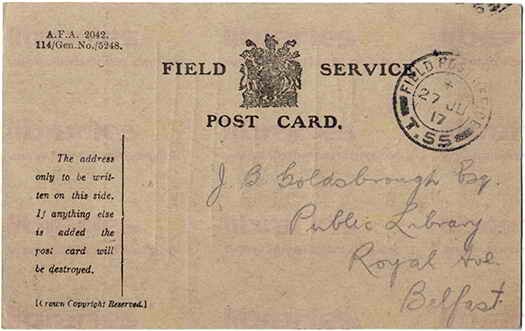 A.F.A. 2042.
114/Gen.No./5248.
FIELD SERVICE
POST CARD.
FIELD POST OFFICE
27 JU
17
T.55
The address
only to be writ-
ten on this side.
If anything else
is added the
post card will
be destroyed.
[Crown Copyright Reserved.]
J. B. Goldsbrough Esq.
Public Library
Royal Ave.
Belfast